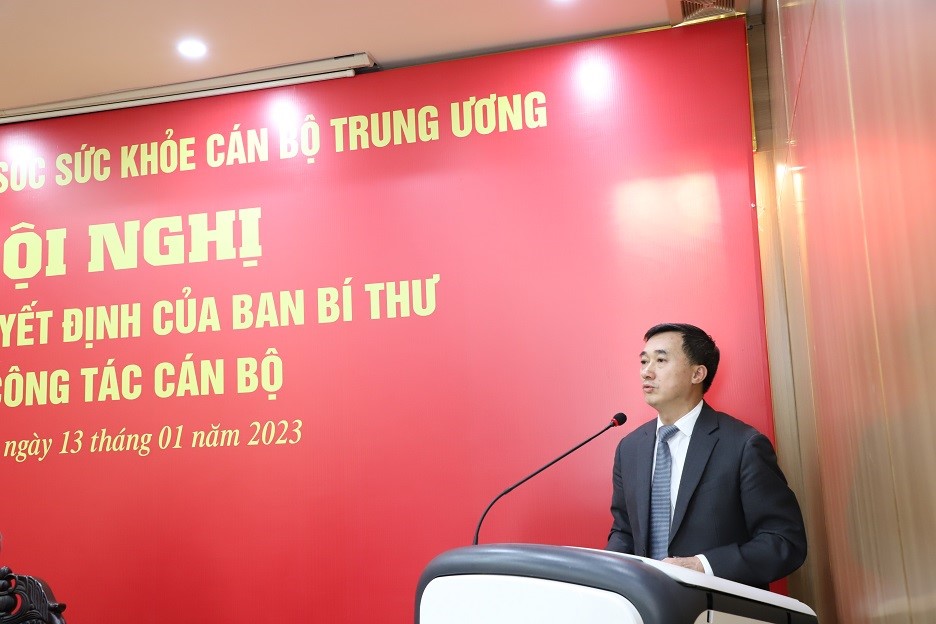 SÓC SỨC KHỎE CÁN BỘ TRUNG ƯƠNG
ỘI NGHỊ
YẾT ĐỊNH CỦA BAN BÍ THƯ
CÔNG TÁC CÁN BỘ
ngày 13 tháng 01 năm 2023